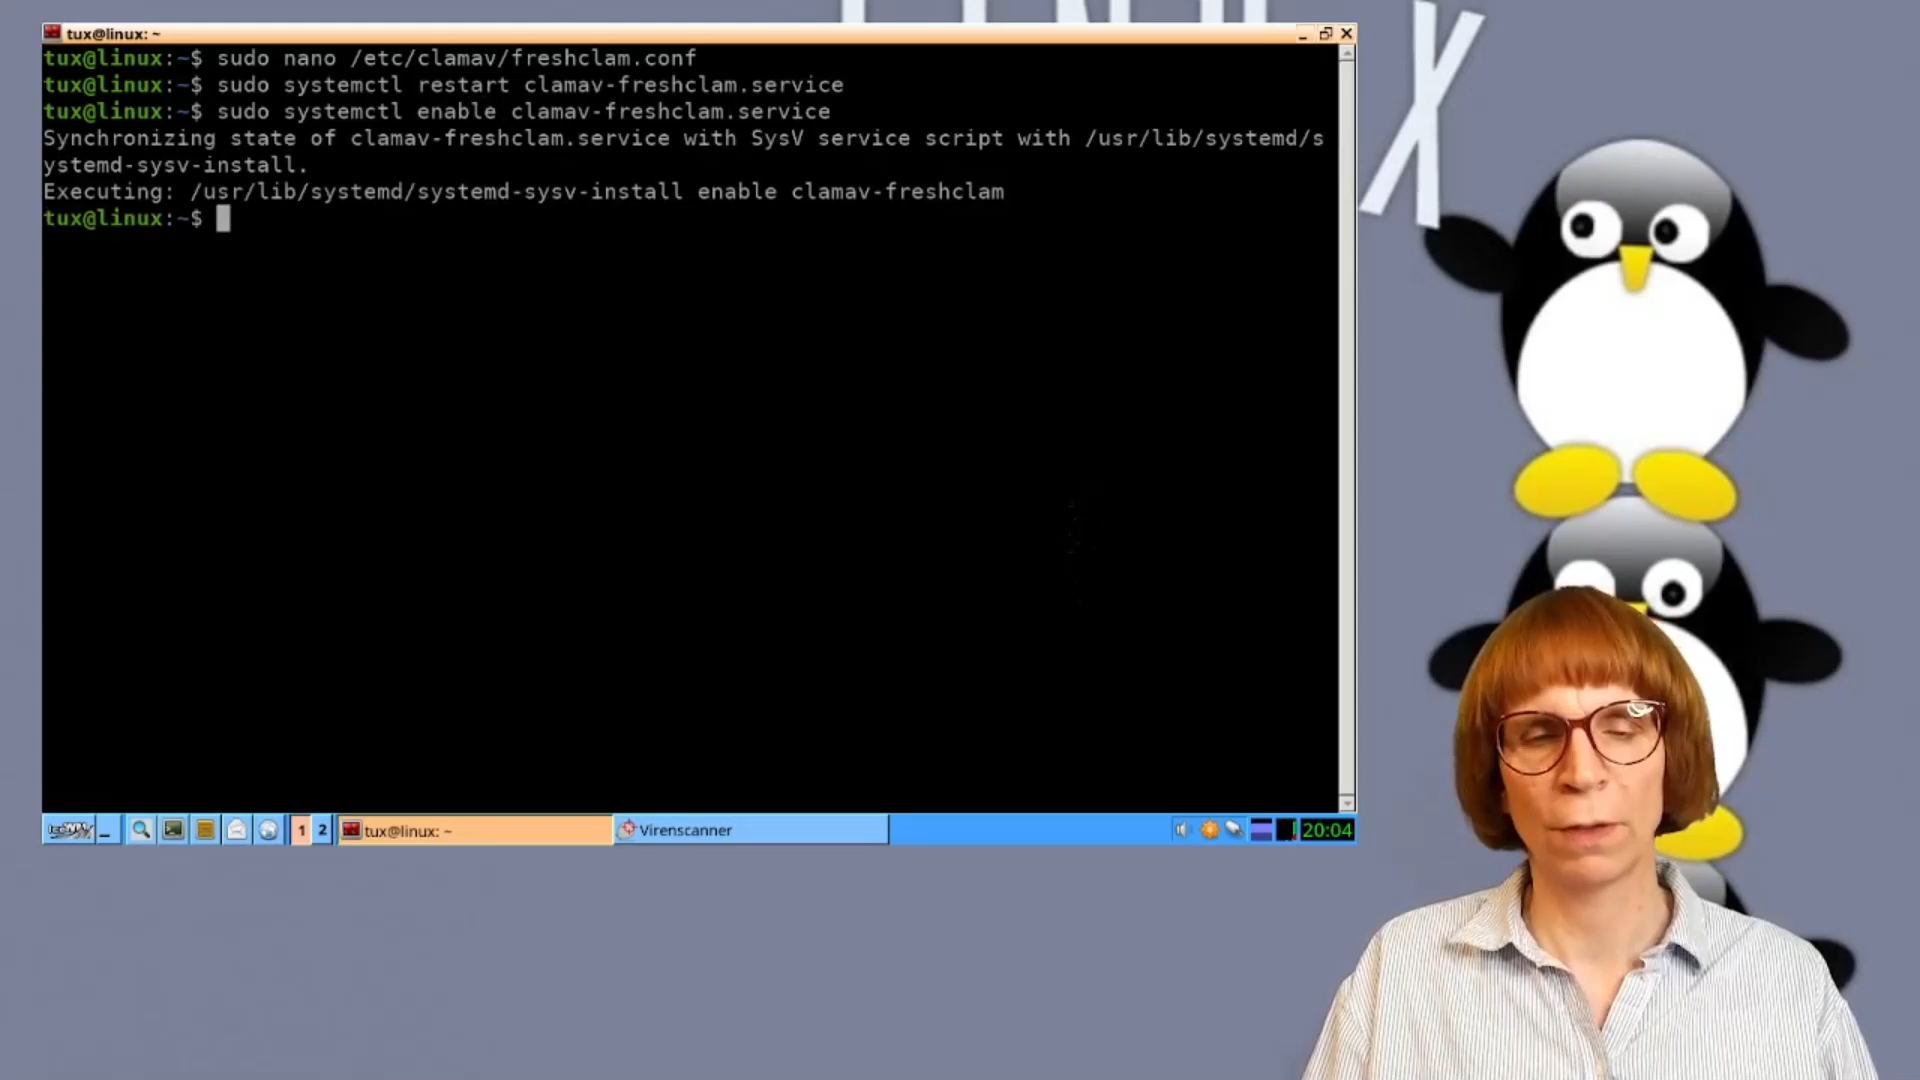 tux@linux: ~
tux@linux:~$ sudo nano /etc/clamav/freshclam.conf
tux@linux:~$ sudo systemctl restart clamav-freshclam.service
tux@linux:~$ sudo systemctl enable clamav-freshclam.service
Synchronizing state of clamav-freshclam.service with SysV service script with /usr/lib/systemd/s
ystemd-sysv-install.
Executing: /usr/lib/systemd/systemd-sysv-install enable clamav-freshclam
tux@linux:~$
X
IceWM
1
2
tux@linux: ~
Virenscanner
20:04